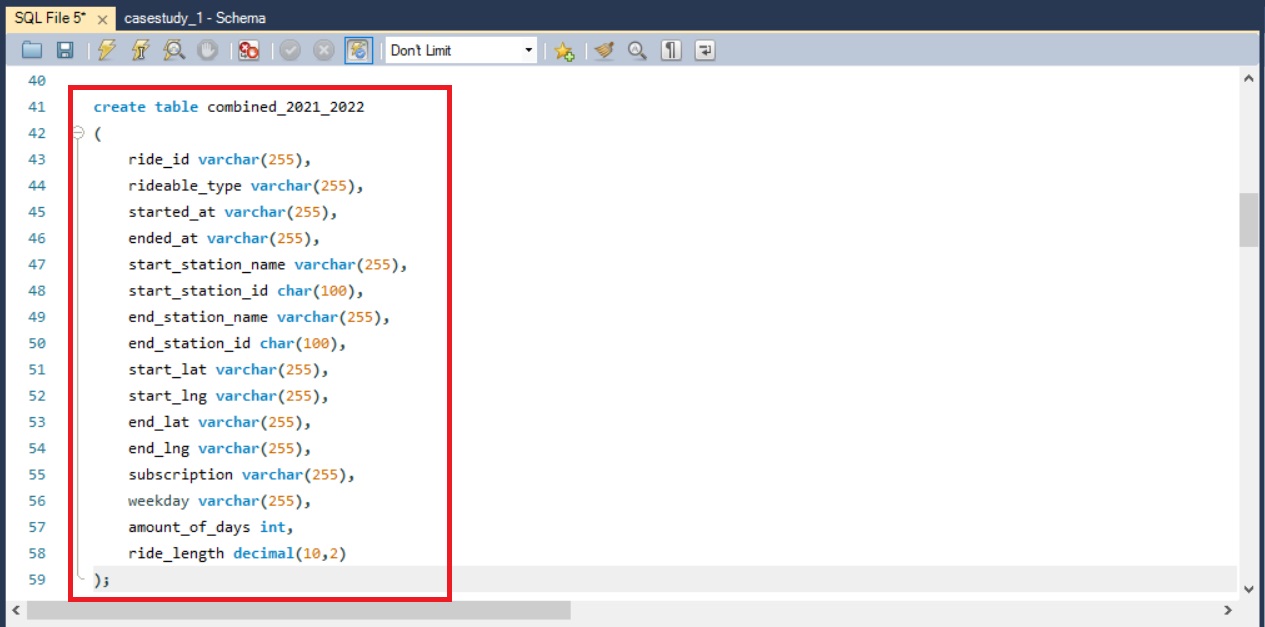 SQL File 5* × casestudy_1 - Schema
Don't Limit
40
41 create table combined_2021_2022
42 (
43 ride_id varchar(255),
44 rideable_type varchar(255),
45 started_at varchar(255),
46 ended_at varchar(255),
47 start_station_name varchar(255),
48 start_station_id char(100),
49 end_station_name varchar(255),
50 end_station_id char(100),
51 start_lat varchar(255),
52 start_lng varchar(255),
53 end_lat varchar(255),
54 end_lng varchar(255),
55 subscription varchar(255),
56 weekday varchar(255),
57 amount_of_days int,
58 ride_length decimal(10,2)
59 );